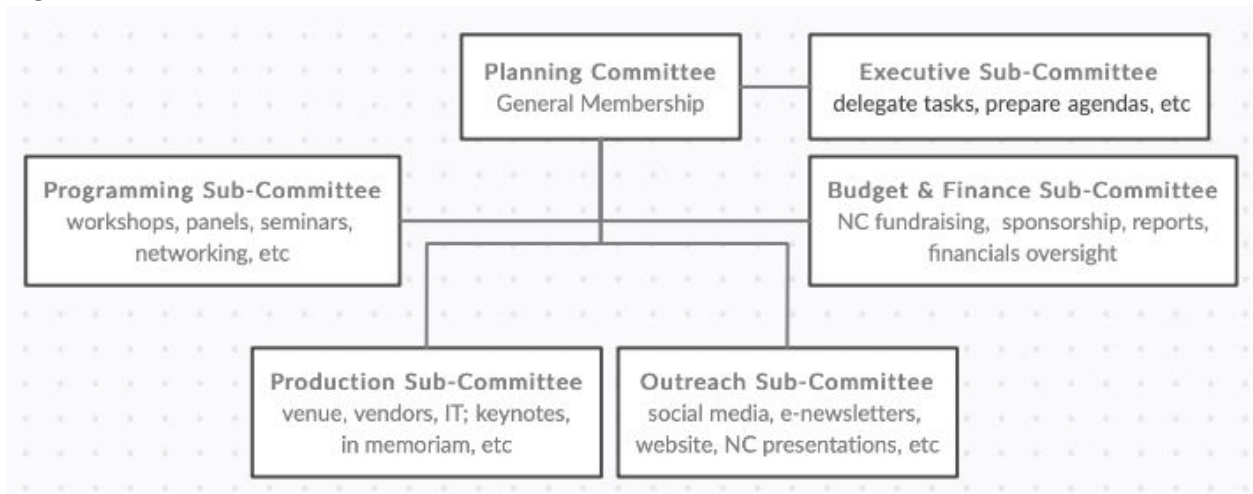 Planning Committee
General Membership
Executive Sub-Committee
delegate tasks, prepare agendas, etc
Programming Sub-Committee
workshops, panels, seminars,
networking, etc
Budget & Finance Sub-Committee
NC fundraising, sponsorship, reports,
financials oversight
Production Sub-Committee
venue, vendors, IT; keynotes,
in memoriam, etc
Outreach Sub-Committee
social media, e-newsletters,
website, NC presentations, etc